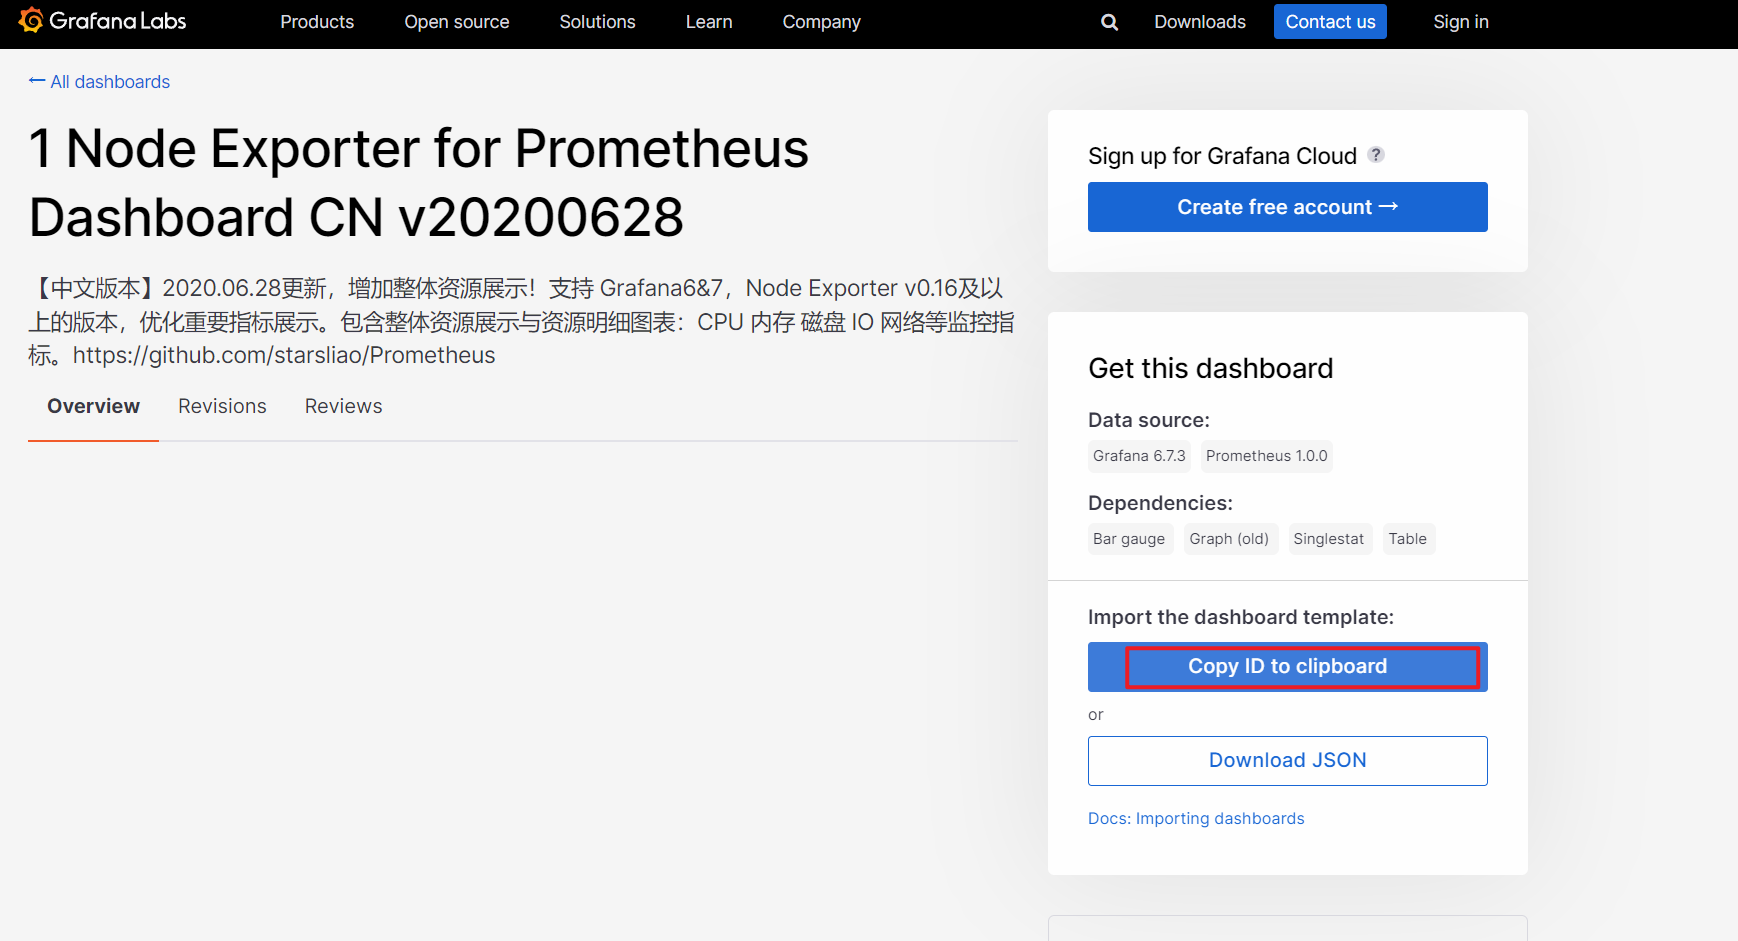 Grafana Labs Products Open source Solutions Learn Company Downloads Contact us Sign in
← All dashboards
1 Node Exporter for Prometheus
Dashboard CN v20200628
【中文版本】2020.06.28更新，增加整体资源展示！支持 Grafana6&7，Node Exporter v0.16及以
上的版本，优化重要指标展示。包含整体资源展示与资源明细图表：CPU 内存 磁盘 IO 网络等监控指
标。https://github.com/starsliao/Prometheus
Overview Revisions Reviews
Sign up for Grafana Cloud ?
Create free account →
Get this dashboard
Data source:
Grafana 6.7.3 Prometheus 1.0.0
Dependencies:
Bar gauge Graph (old) Singlestat Table
Import the dashboard template:
Copy ID to clipboard
or
Download JSON
Docs: Importing dashboards